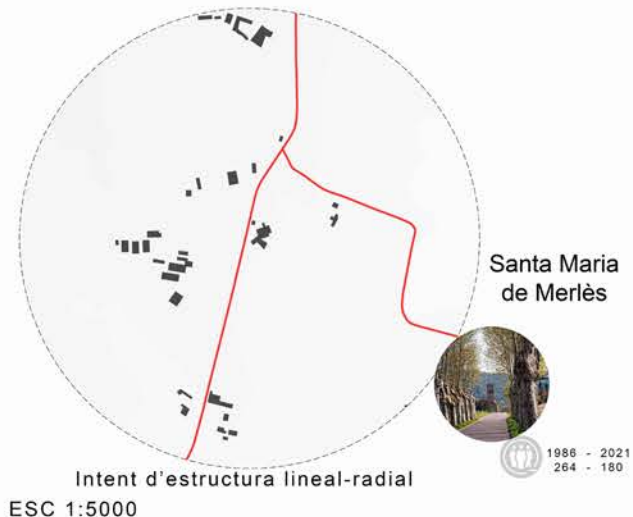 Santa Maria
de Merlès
1986 - 2021
264 - 180
Intent d'estructura lineal-radial
ESC 1:5000